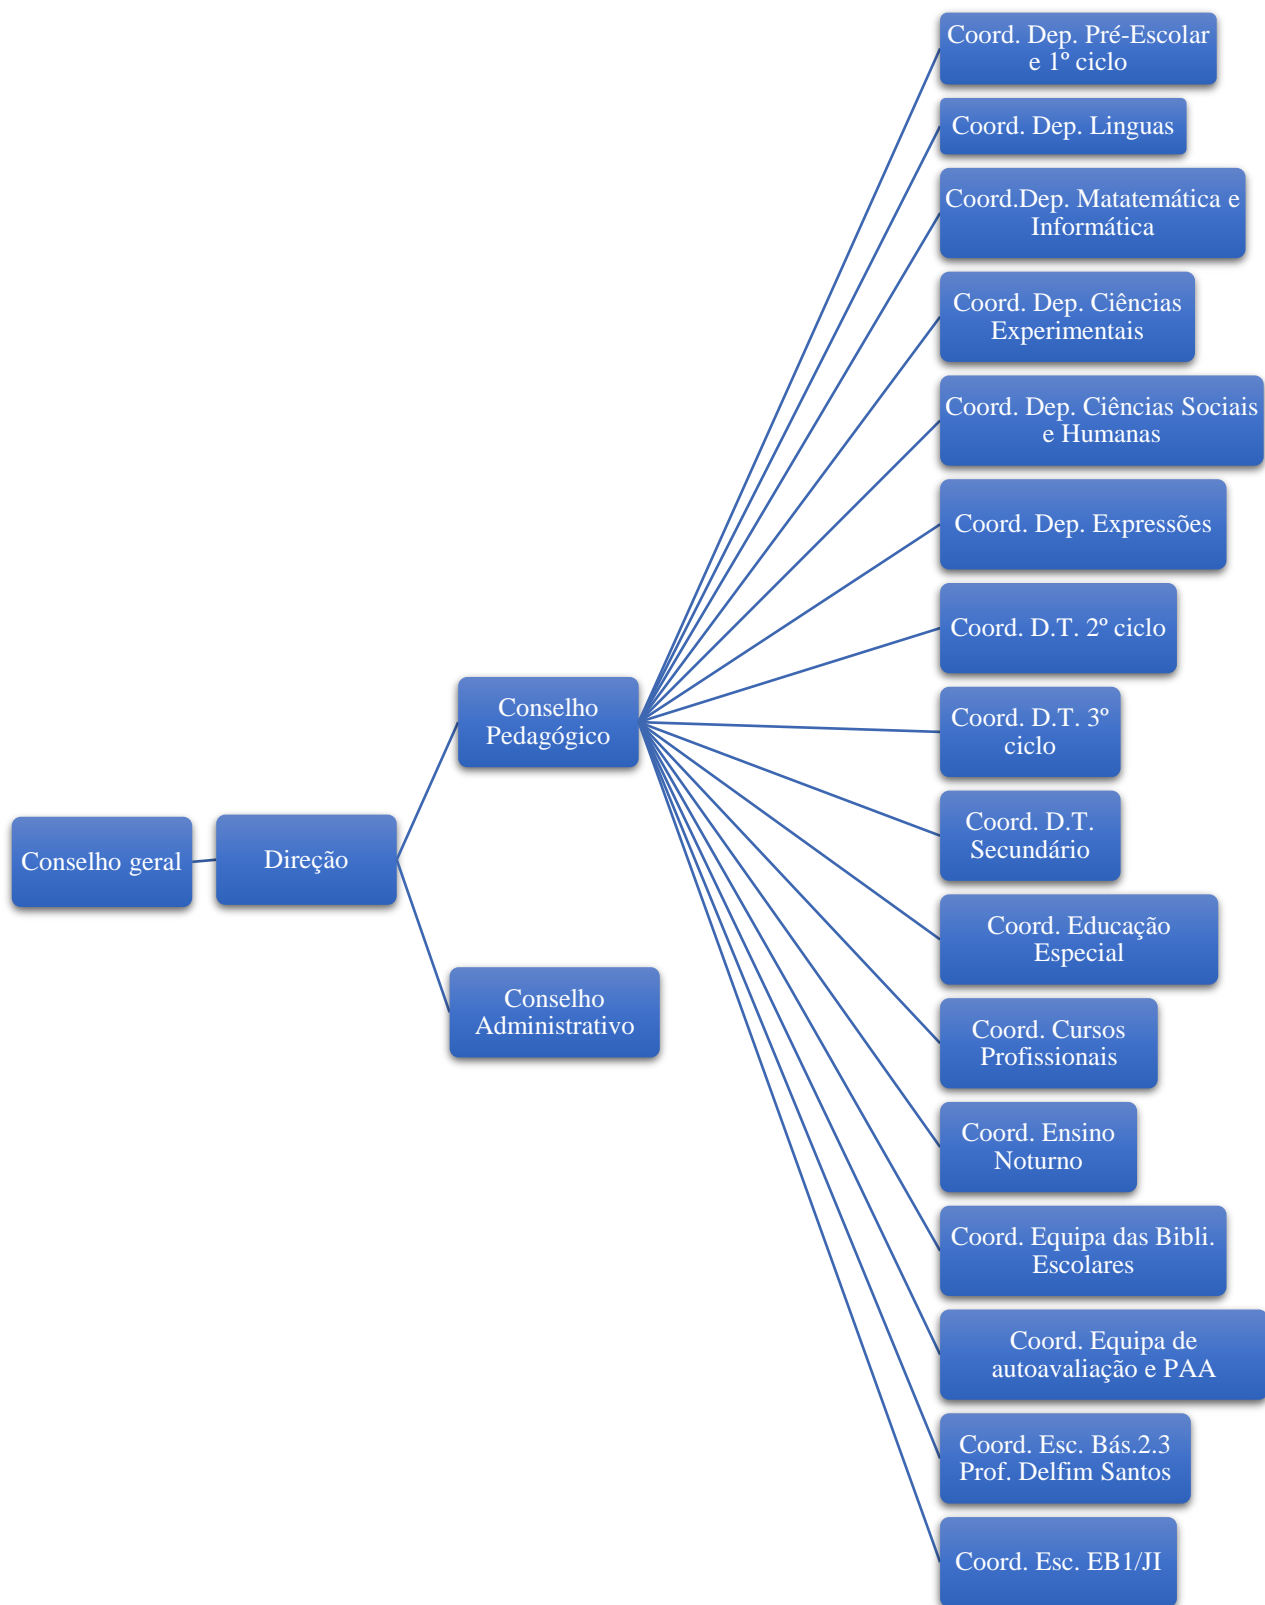 Coord. Dep. Pré-Escolar
e 1º ciclo
Coord. Dep. Linguas
Coord.Dep. Matatemática e
Informática
Coord. Dep. Ciências
Experimentais
Coord. Dep. Ciências Sociais
e Humanas
Coord. Dep. Expressões
Coord. D.T. 2º ciclo
Conselho
Pedagógico
Coord. D.T. 3º
ciclo
Coord. D.T.
Secundário
Conselho geral
Direção
Coord. Educação
Especial
Conselho
Administrativo
Coord. Cursos
Profissionais
Coord. Ensino
Noturno
Coord. Equipa das Bibli.
Escolares
Coord. Equipa de
autoavaliação e PAA
Coord. Esc. Bás.2.3
Prof. Delfim Santos
Coord. Esc. EB1/JI